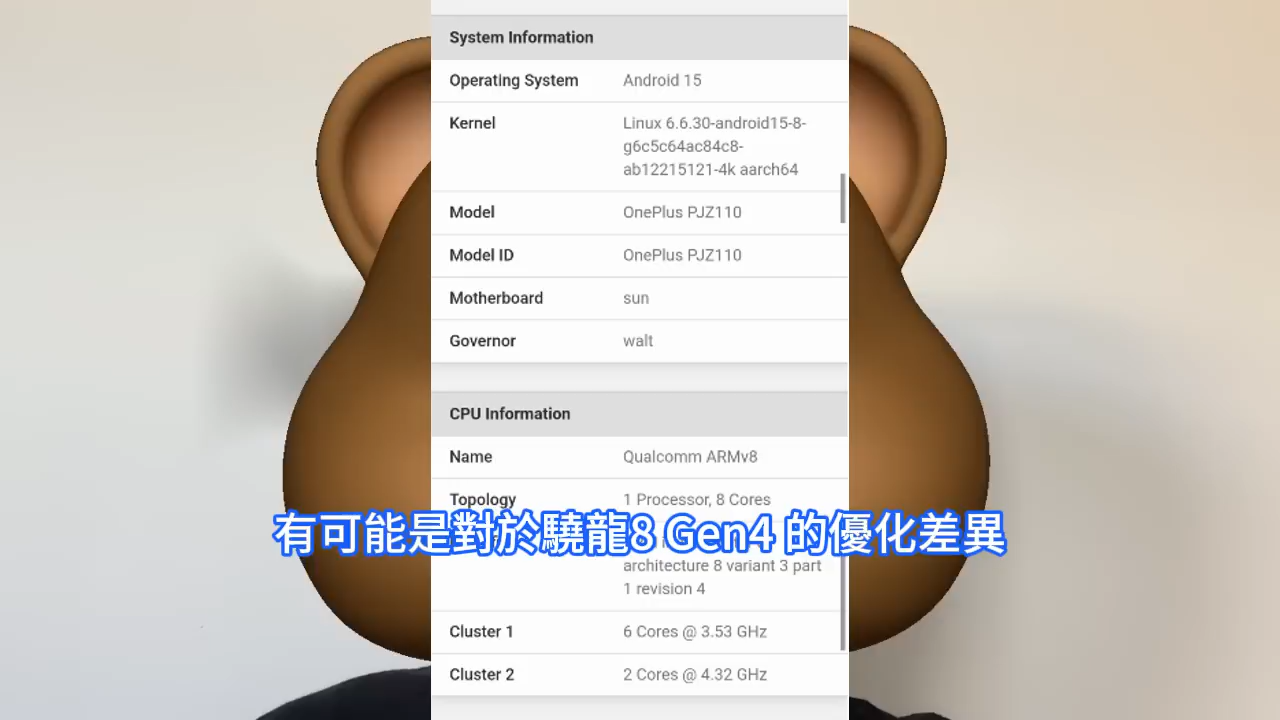 System Information
Operating System Android 15
Kernel Linux 6.6.30-android15-8-
g6c5c64ac84c8-
ab12215121-4k aarch64
Model OnePlus PJZ110
Model ID OnePlus PJZ110
Motherboard sun
Governor walt
CPU Information
Name Qualcomm ARMv8
Topology 1 Processor, 8 Cores
有可能是對於驍龍8 Gen4 的優化差異
architecture 8 variant 3 part
1 revision 4
Cluster 1 6 Cores @ 3.53 GHz
Cluster 2 2 Cores @ 4.32 GHz